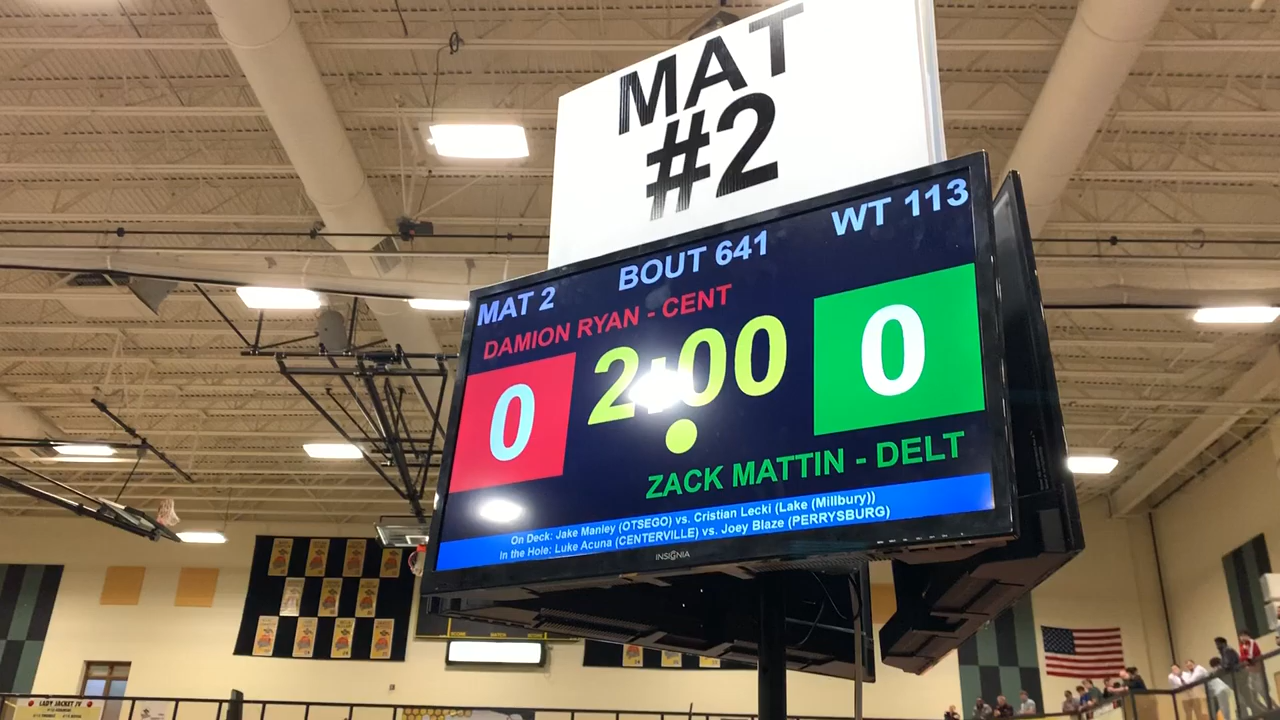 MAT
#2
MAT 2
BOUT 641
WT 113
DAMION RYAN - CENT
0
2:00
0
ZACK MATTIN - DELT
On Deck: Jake Manley (OTSEGO) vs. Cristian Lecki (Lake (Millbury))
In the Hole: Luke Acuna (CENTERVILLE) vs. Joey Blaze (PERRYSBURG)
INSIGNIA
LADY JACKET JV